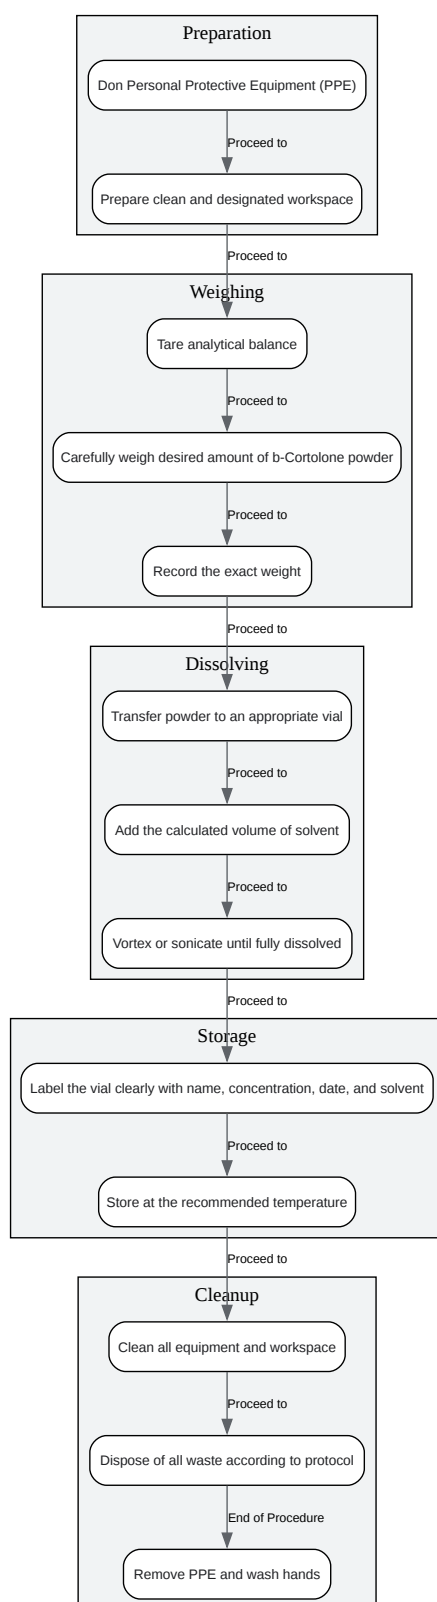 Preparation
Don Personal Protective Equipment (PPE)
Proceed to
Prepare clean and designated workspace
Proceed to
Weighing
Tare analytical balance
Proceed to
Carefully weigh desired amount of b-Cortolone powder
Proceed to
Record the exact weight
Proceed to
Dissolving
Transfer powder to an appropriate vial
Proceed to
Add the calculated volume of solvent
Proceed to
Vortex or sonicate until fully dissolved
Proceed to
Storage
Label the vial clearly with name, concentration, date, and solvent
Proceed to
Store at the recommended temperature
Proceed to
Cleanup
Clean all equipment and workspace
Proceed to
Dispose of all waste according to protocol
End of Procedure
Remove PPE and wash hands